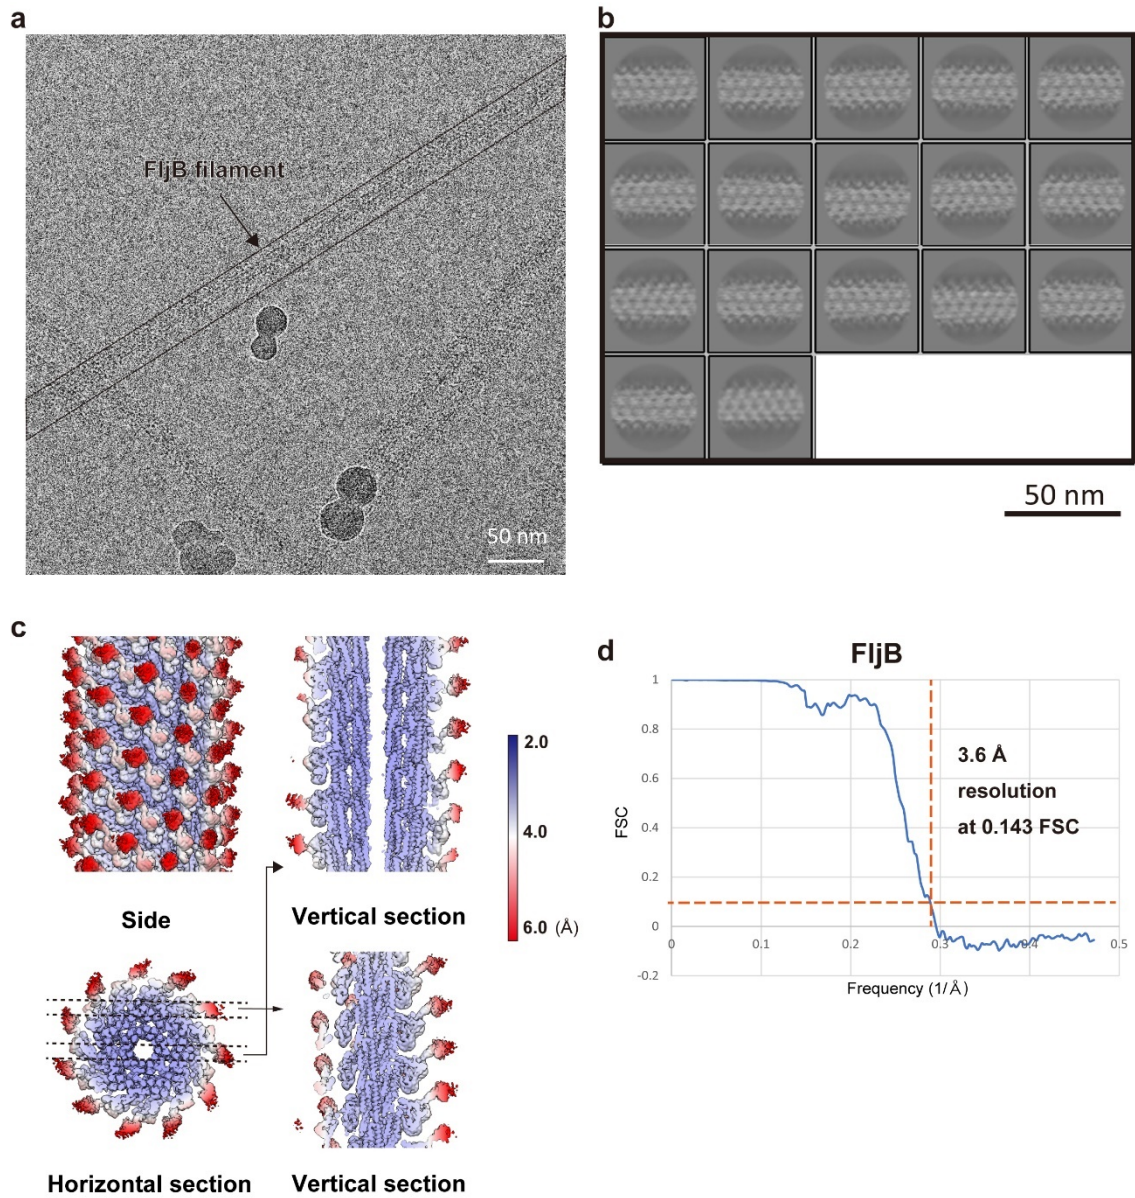 a
FljB filament
50 nm
b
50 nm
c
Side
Vertical section
2.0
4.0
6.0 (Å)
Horizontal section
Vertical section
d
FljB
1
0.8
0.6
0.4
0.2
0
-0.2
FSC
3.6 Å
resolution
at 0.143 FSC
0 0.1 0.2 0.3 0.4 0.5
Frequency (1/Å)